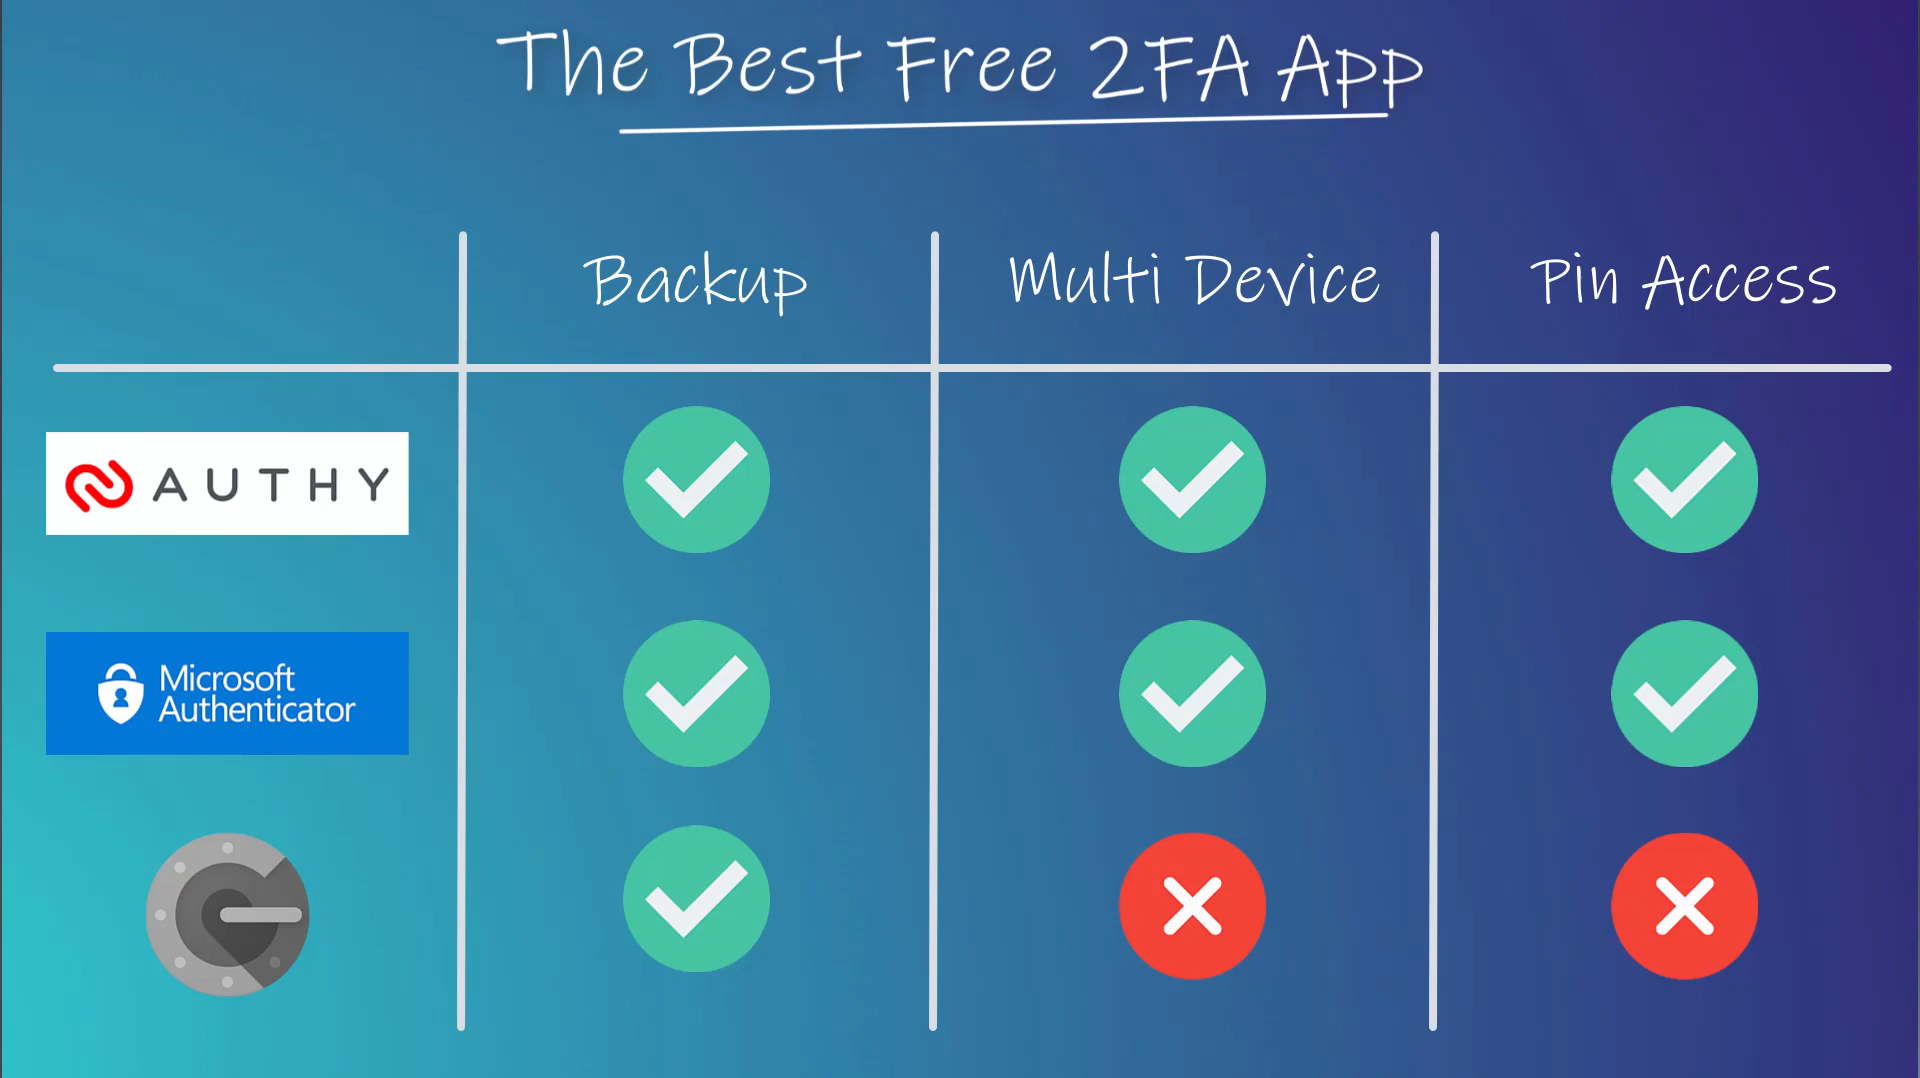 The Best Free 2FA App
Backup
Multi Device
Pin Access
AUTHY
Microsoft
Authenticator